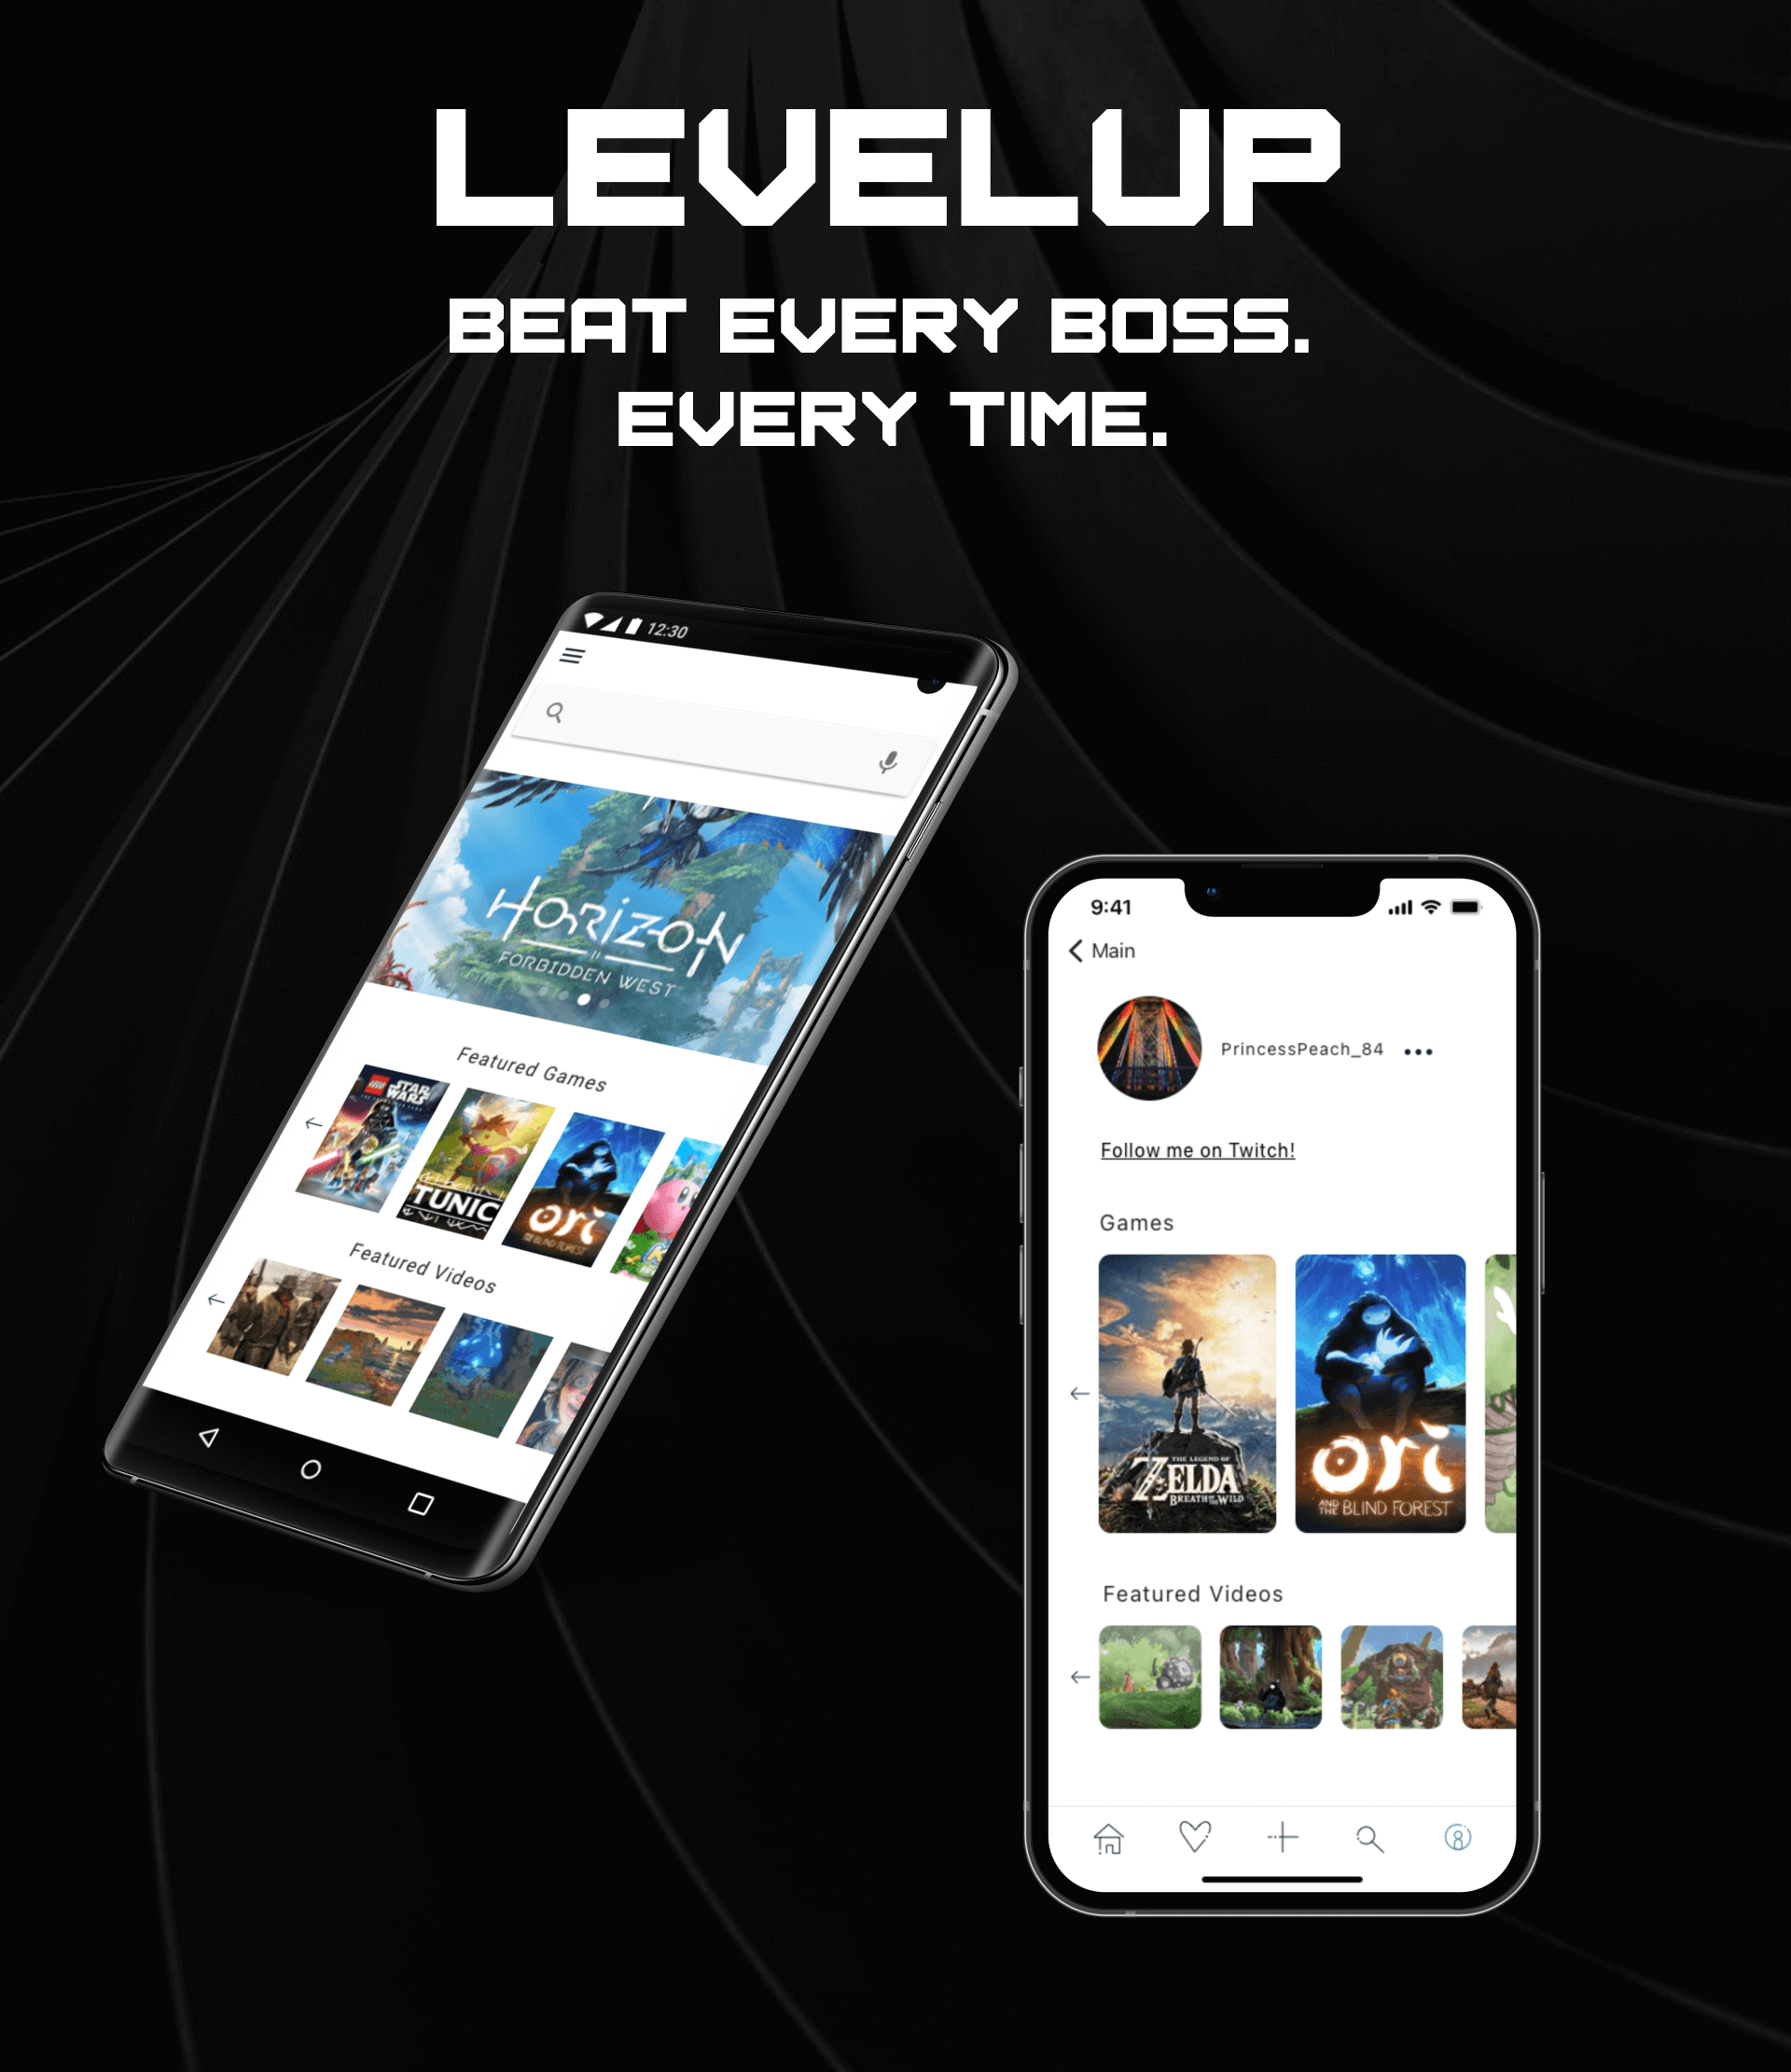 LEVELUP
BEAT EVERY BOSS.
EVERY TIME.
12:30
HORIZON
FORBIDDEN WEST
Featured Games
LEGO
STAR
WARS
TUNIC
ori
AND THE BLIND FOREST
Featured Videos
9:41
Main
PrincessPeach_84
Follow me on Twitch!
Games
THE LEGEND OF
ZELDA
BREATH OF THE WILD
ori
AND THE BLIND FOREST
Featured Videos